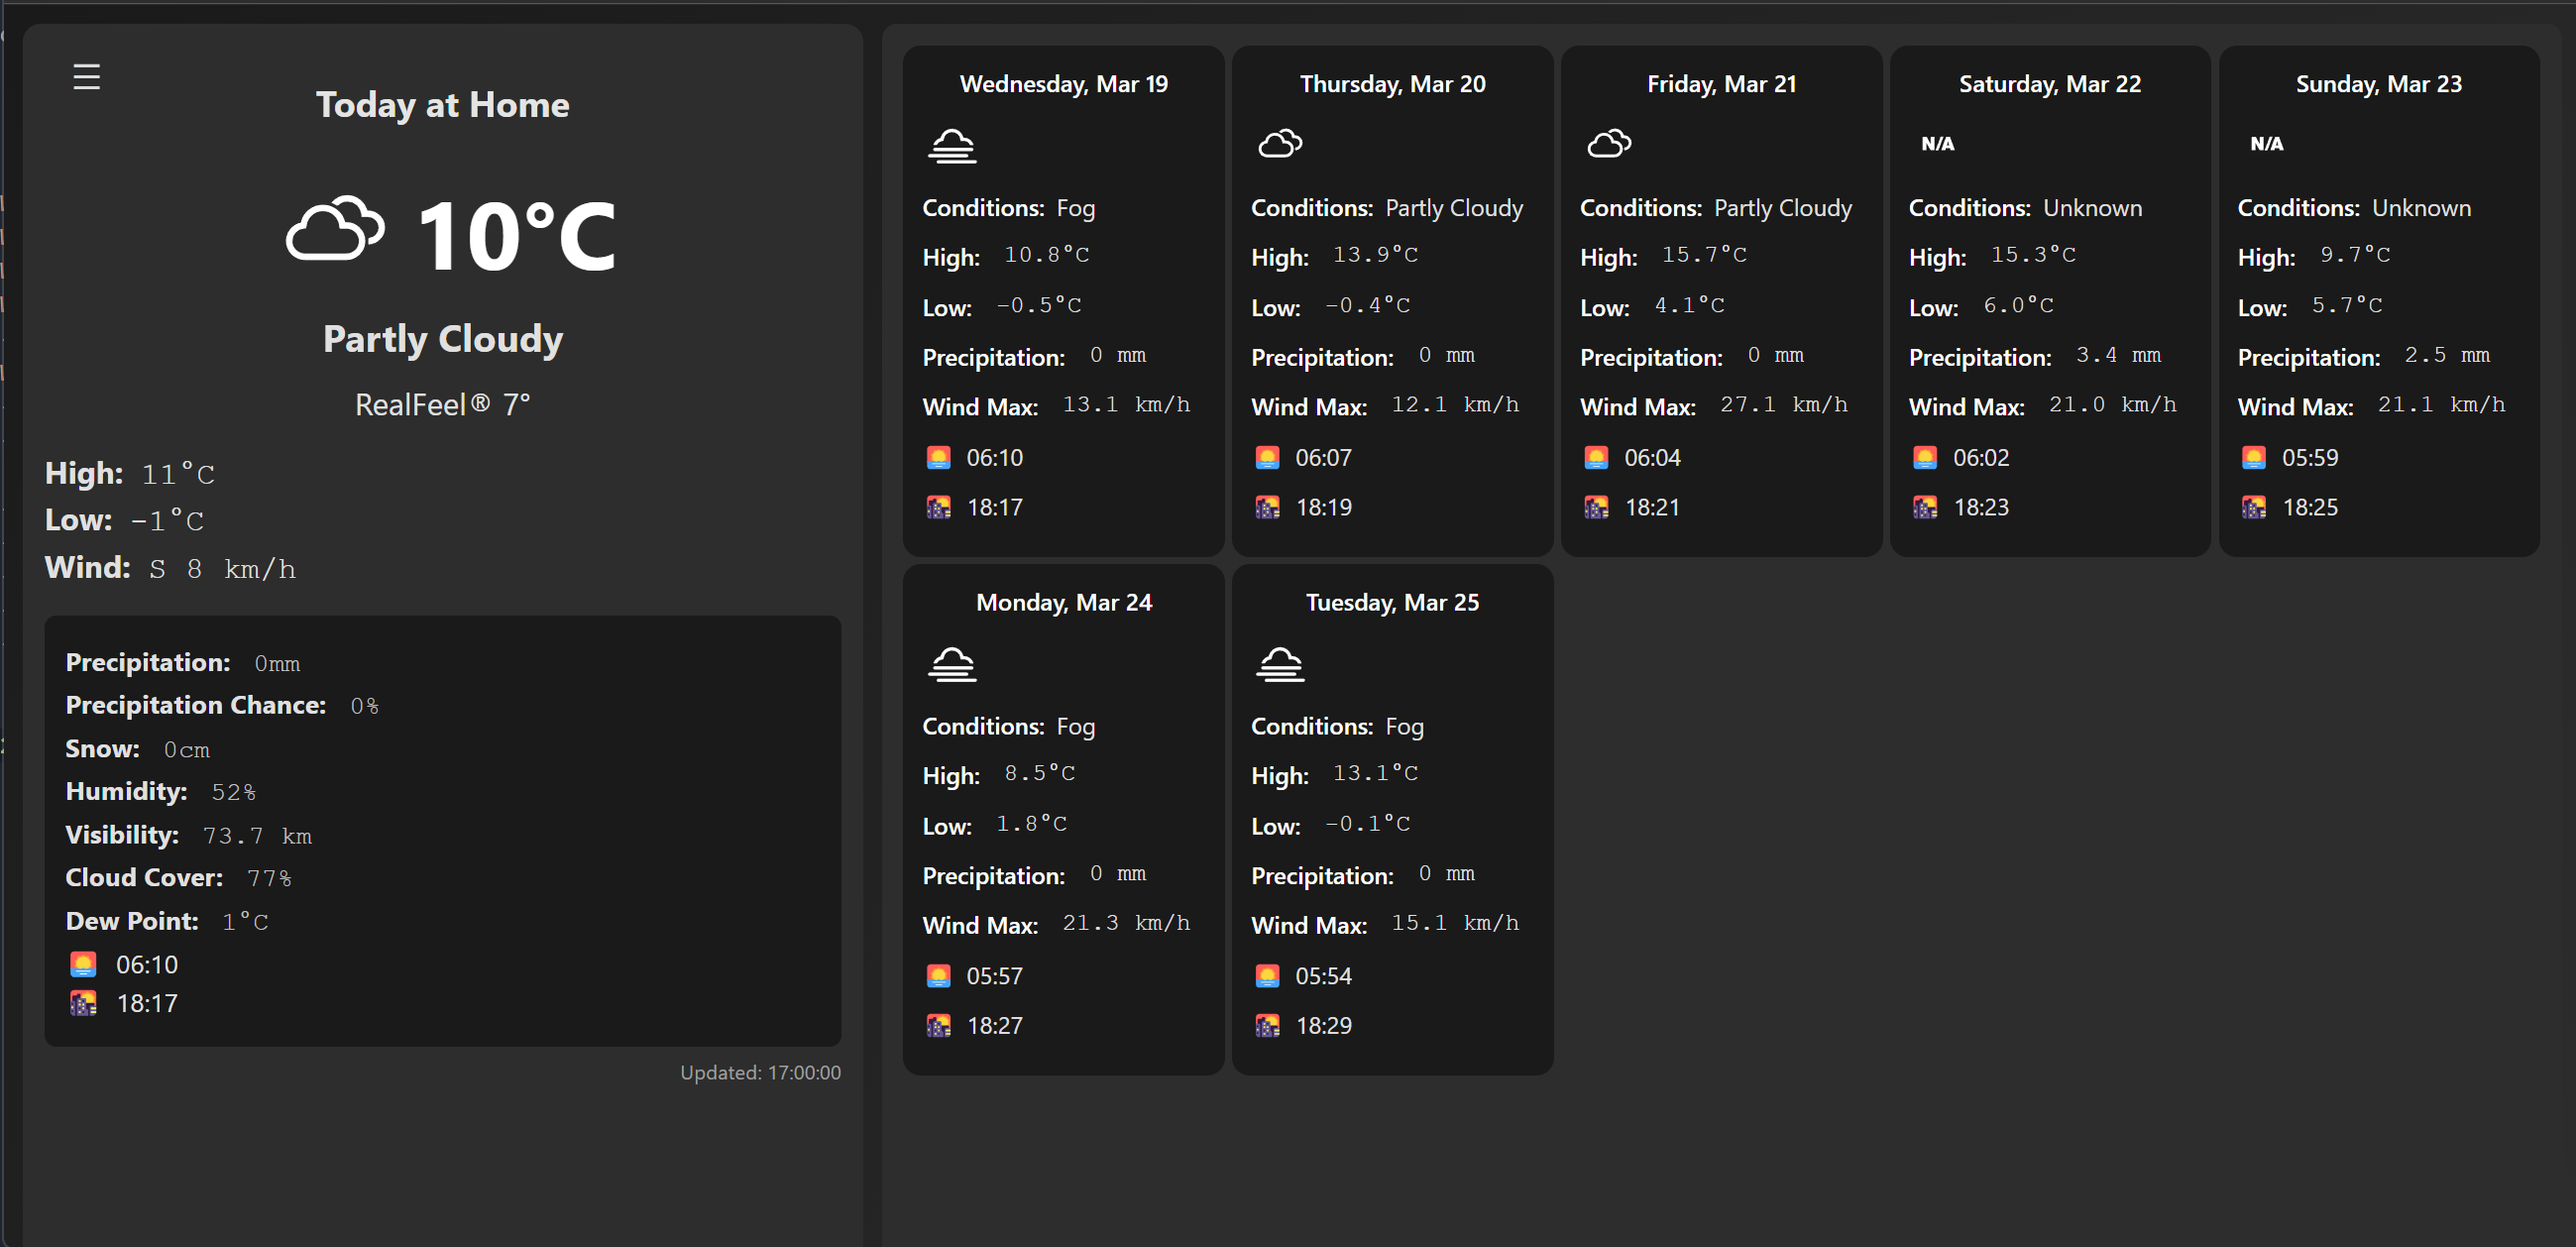 Today at Home
10°C
Partly Cloudy
RealFeel® 7°
High: 11°C
Low: -1°C
Wind: S 8 km/h
Precipitation: 0mm
Precipitation Chance: 0%
Snow: 0cm
Humidity: 52%
Visibility: 73.7 km
Cloud Cover: 77%
Dew Point: 1°C
06:10
18:17
Updated: 17:00:00
Wednesday, Mar 19
Conditions: Fog
High: 10.8°C
Low: -0.5°C
Precipitation: 0 mm
Wind Max: 13.1 km/h
06:10
18:17
Thursday, Mar 20
Conditions: Partly Cloudy
High: 13.9°C
Low: -0.4°C
Precipitation: 0 mm
Wind Max: 12.1 km/h
06:07
18:19
Friday, Mar 21
Conditions: Partly Cloudy
High: 15.7°C
Low: 4.1°C
Precipitation: 0 mm
Wind Max: 27.1 km/h
06:04
18:21
Saturday, Mar 22
N/A
Conditions: Unknown
High: 15.3°C
Low: 6.0°C
Precipitation: 3.4 mm
Wind Max: 21.0 km/h
06:02
18:23
Sunday, Mar 23
N/A
Conditions: Unknown
High: 9.7°C
Low: 5.7°C
Precipitation: 2.5 mm
Wind Max: 21.1 km/h
05:59
18:25
Monday, Mar 24
Conditions: Fog
High: 8.5°C
Low: 1.8°C
Precipitation: 0 mm
Wind Max: 21.3 km/h
05:57
18:27
Tuesday, Mar 25
Conditions: Fog
High: 13.1°C
Low: -0.1°C
Precipitation: 0 mm
Wind Max: 15.1 km/h
05:54
18:29